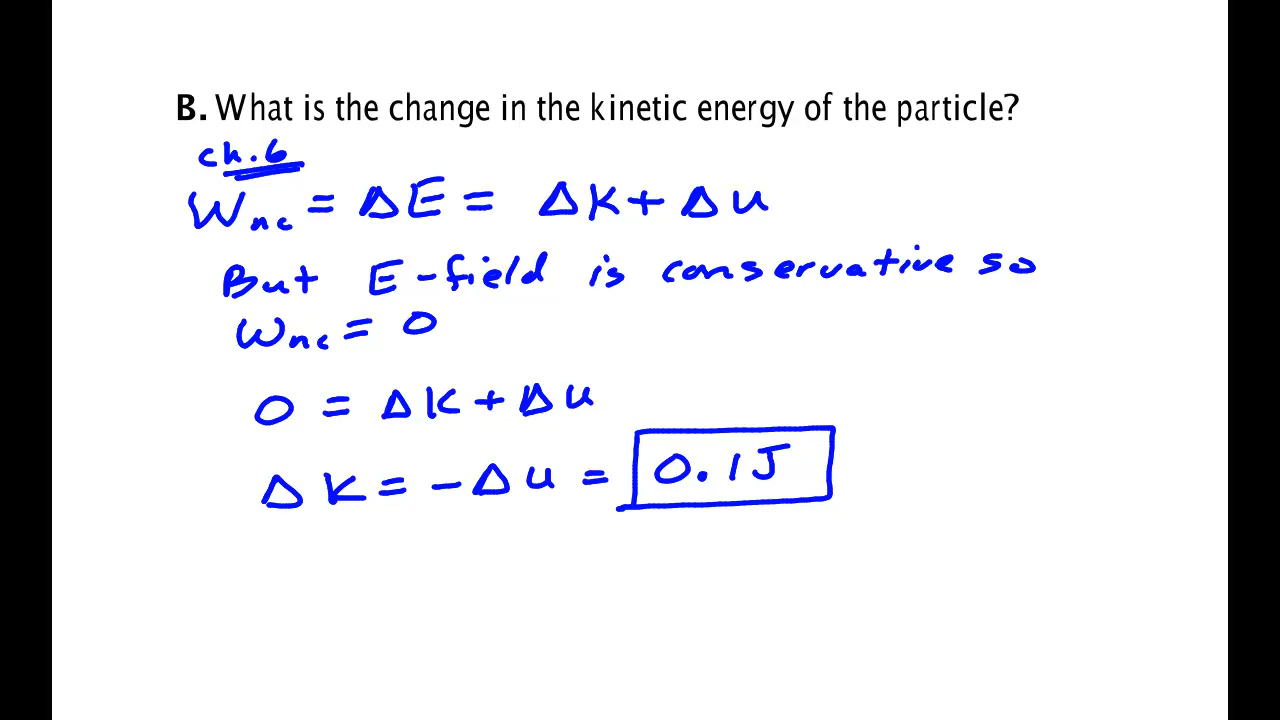 B. What is the change in the kinetic energy of the particle?
ch. 6
Wnc = ΔE = ΔK + ΔU
But E-field is conservative so
Wnc = 0
0 = ΔK + ΔU
ΔK = -ΔU = 0.1J